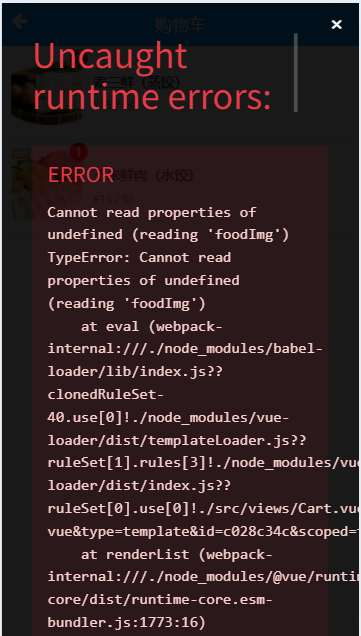 购物车
×
Uncaught
runtime errors:
素三鲜（蒸饺）
1
ERROR
鲜肉（水饺）
Cannot read properties of
undefined (reading 'foodImg')
TypeError: Cannot read
properties of undefined
(reading 'foodImg')
at eval (webpack-
internal:///./node_modules/babel-
loader/lib/index.js??
clonedRuleSet-
40.use[0]!./node_modules/vue-
loader/dist/templateLoader.js??
ruleSet[1].rules[3]!./node_modules/vue
loader/dist/index.js??
ruleSet[0].use[0]!./src/views/Cart.vue
vue&type=template&id=c028c34c&scoped=
at renderList (webpack-
internal:///./node_modules/@vue/runtim
core/dist/runtime-core.esm-
bundler.js:1773:16)